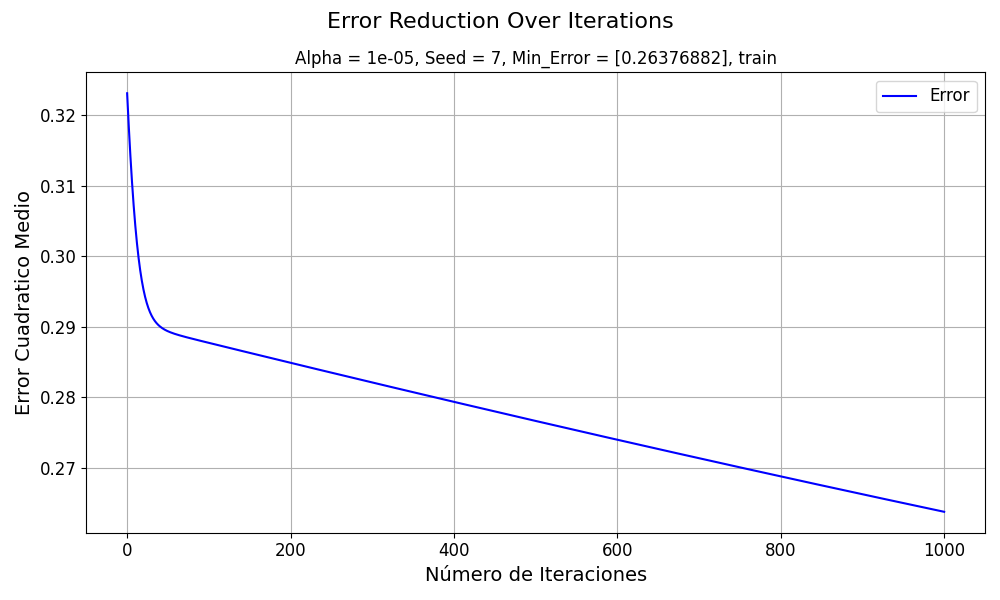 Error Reduction Over Iterations
Alpha = 1e-05, Seed = 7, Min_Error = [0.26376882], train
Error
Error Cuadratico Medio
0.32
0.31
0.30
0.29
0.28
0.27
0 200 400 600 800 1000
Número de Iteraciones